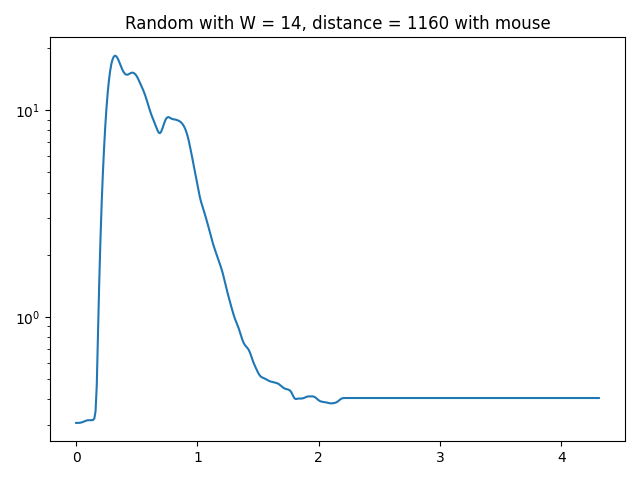 Random with W = 14, distance = 1160 with mouse
10¹
10⁰
0 1 2 3 4